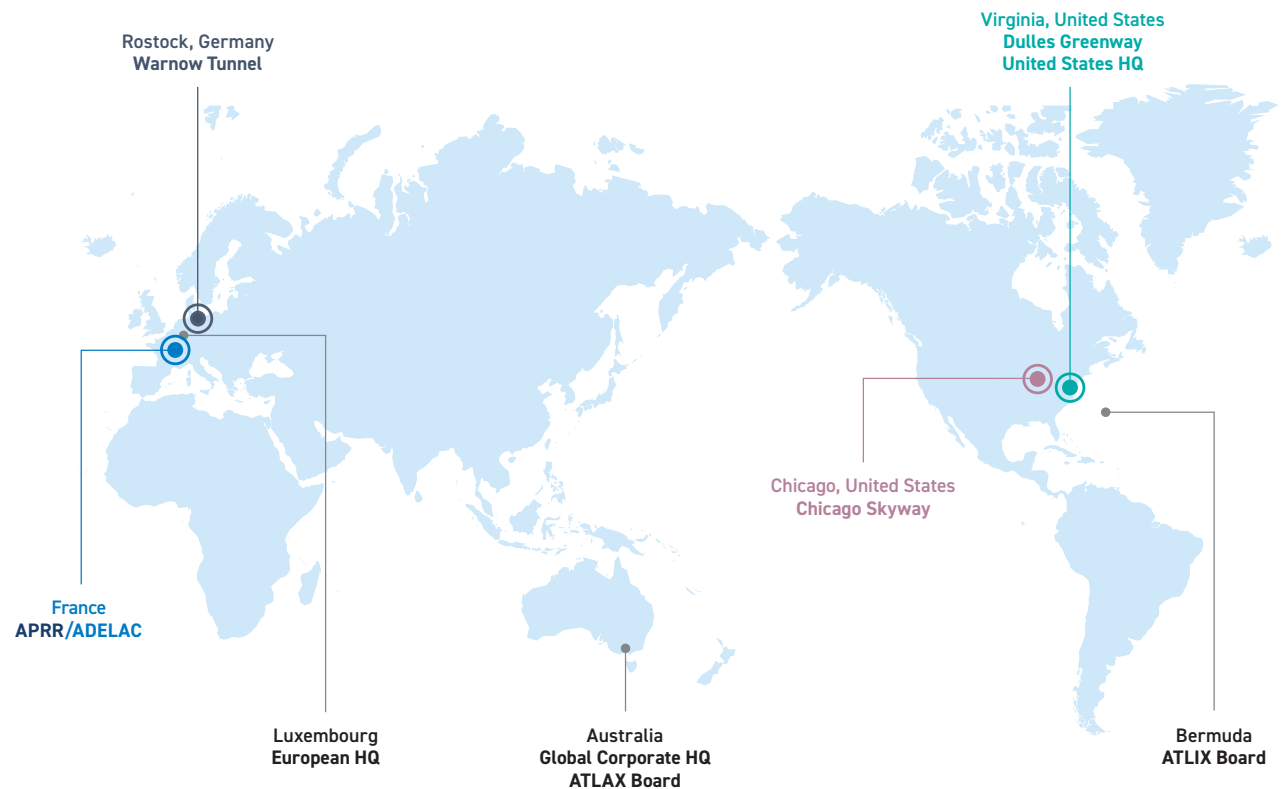 Rostock, Germany
Warnow Tunnel
Virginia, United States
Dulles Greenway
United States HQ
Chicago, United States
Chicago Skyway
France
APRR/ADELAC
Luxembourg
European HQ
Australia
Global Corporate HQ
ATLAX Board
Bermuda
ATLIX Board